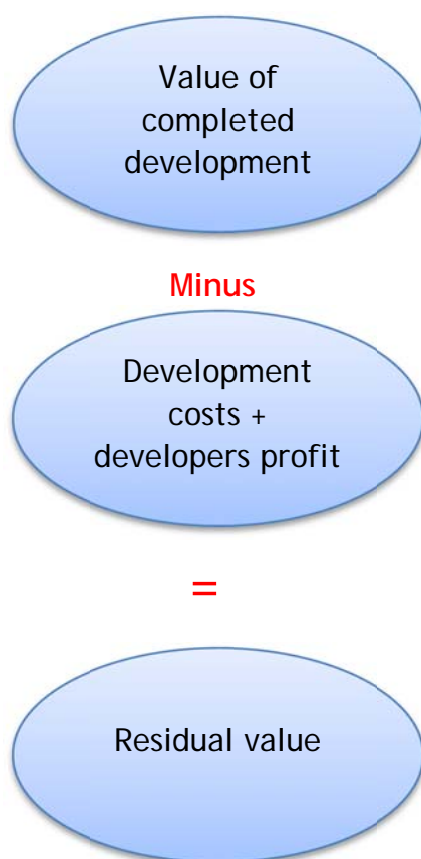 Value of
completed
development
Minus
Development
costs +
developers profit
=
Residual value